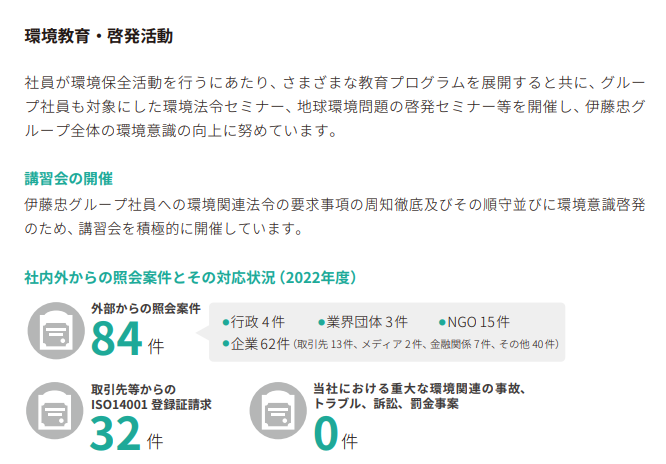 環境教育・啓発活動
社員が環境保全活動を行うにあたり、さまざまな教育プログラムを展開すると共に、グルー
プ社員も対象にした環境法令セミナー、地球環境問題の啓発セミナー等を開催し、伊藤忠グ
ループ全体の環境意識の向上に努めています。
講習会の開催
伊藤忠グループ社員への環境関連法令の要求事項の周知徹底及びその順守並びに環境意識啓発
のため、講習会を積極的に開催しています。
社内外からの照会案件とその対応状況（2022年度）
外部からの照会案件
84 件
●行政 4件 ●業界団体 3件 ●NGO 15件
●企業 62件（取引先 13件、メディア 2件、金融関係 7件、その他 40件）
取引先等からの
ISO14001 登録証請求
32 件
当社における重大な環境関連の事故、
トラブル、訴訟、罰金事案
0 件